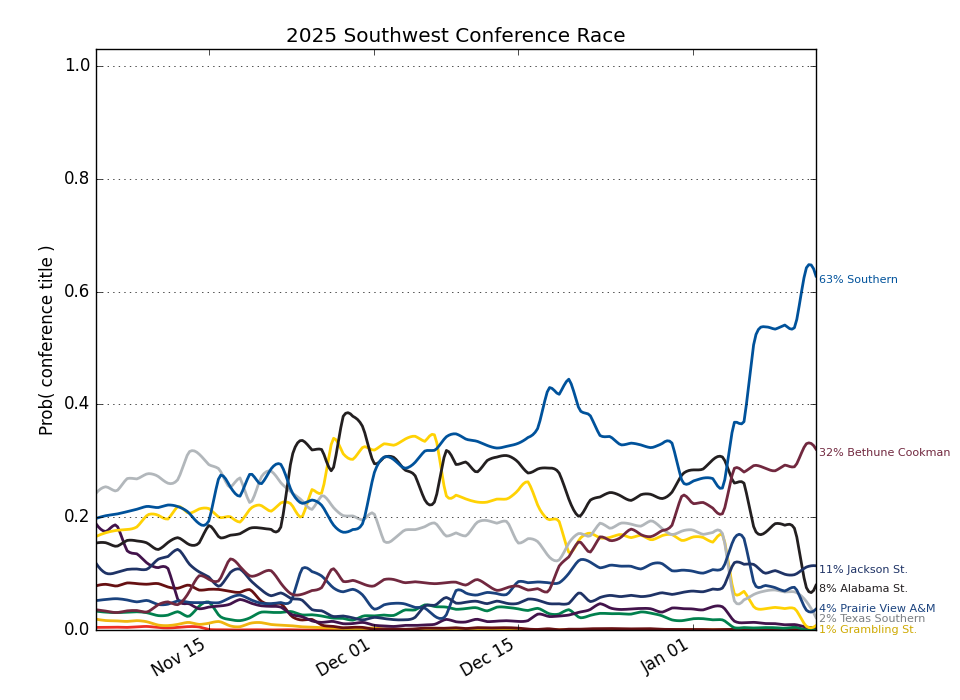 2025 Southwest Conference Race
Prob( conference title )
1.0
0.8
0.6
0.4
0.2
0.0
63% Southern
32% Bethune Cookman
11% Jackson St.
8% Alabama St.
4% Prairie View A&M
2% Texas Southern
1% Grambling St.
Nov 15
Dec 01
Dec 15
Jan 01